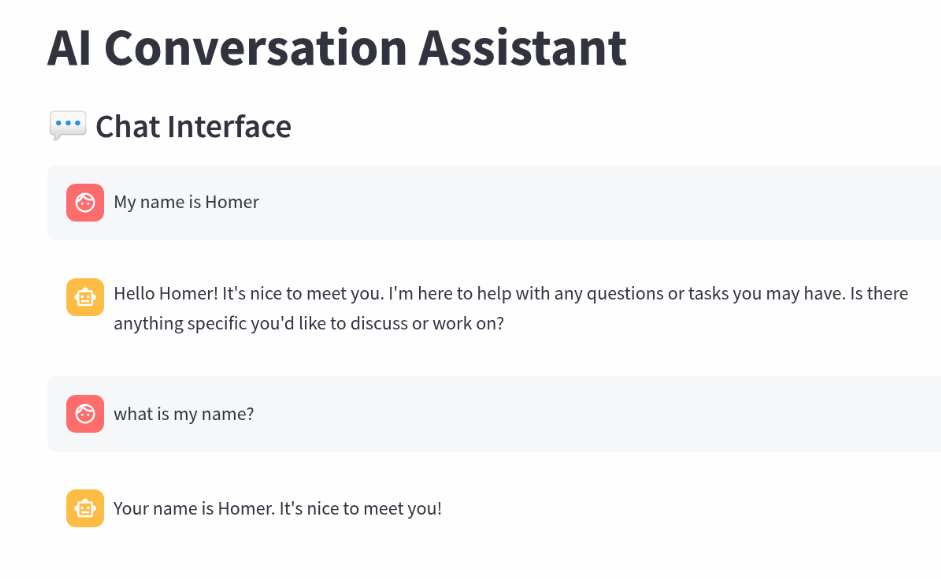 AI Conversation Assistant
Chat Interface
My name is Homer
Hello Homer! It's nice to meet you. I'm here to help with any questions or tasks you may have. Is there
anything specific you'd like to discuss or work on?
what is my name?
Your name is Homer. It's nice to meet you!